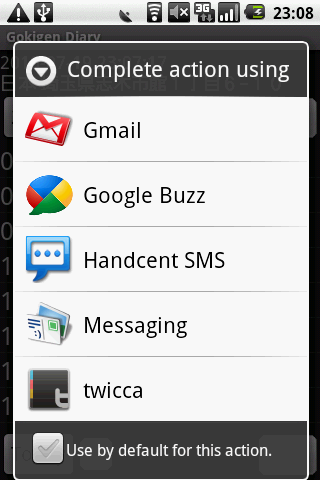 3G
23:08
Gokigen Diary
Complete action using
Gmail
Google Buzz
Handcent SMS
Messaging
twicca
Use by default for this action.